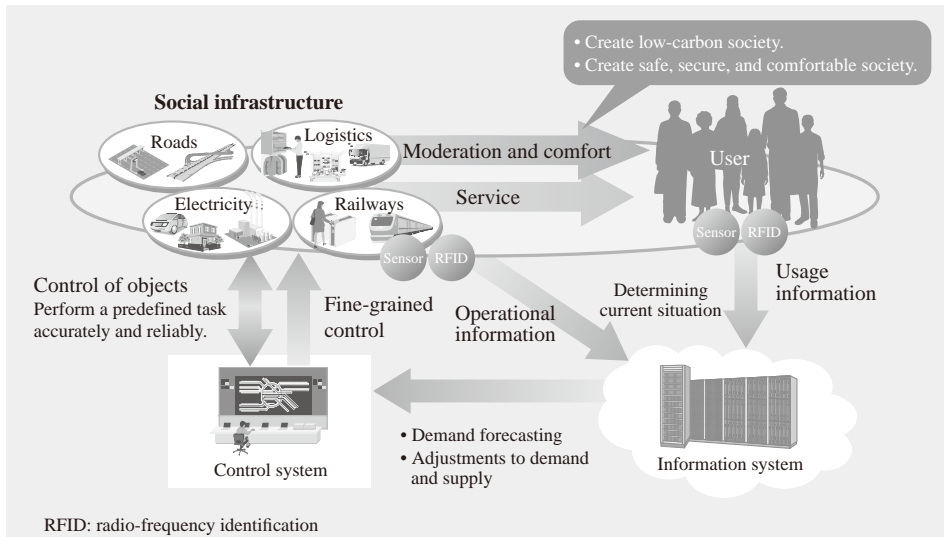 • Create low-carbon society.
• Create safe, secure, and comfortable society.
Social infrastructure
Roads
Logistics
Moderation and comfort
User
Electricity
Railways
Service
Sensor
RFID
Sensor
RFID
Control of objects
Perform a predefined task
accurately and reliably.
Fine-grained
control
Operational
information
Determining
current situation
Usage
information
Control system
• Demand forecasting
• Adjustments to demand
and supply
Information system
RFID: radio-frequency identification